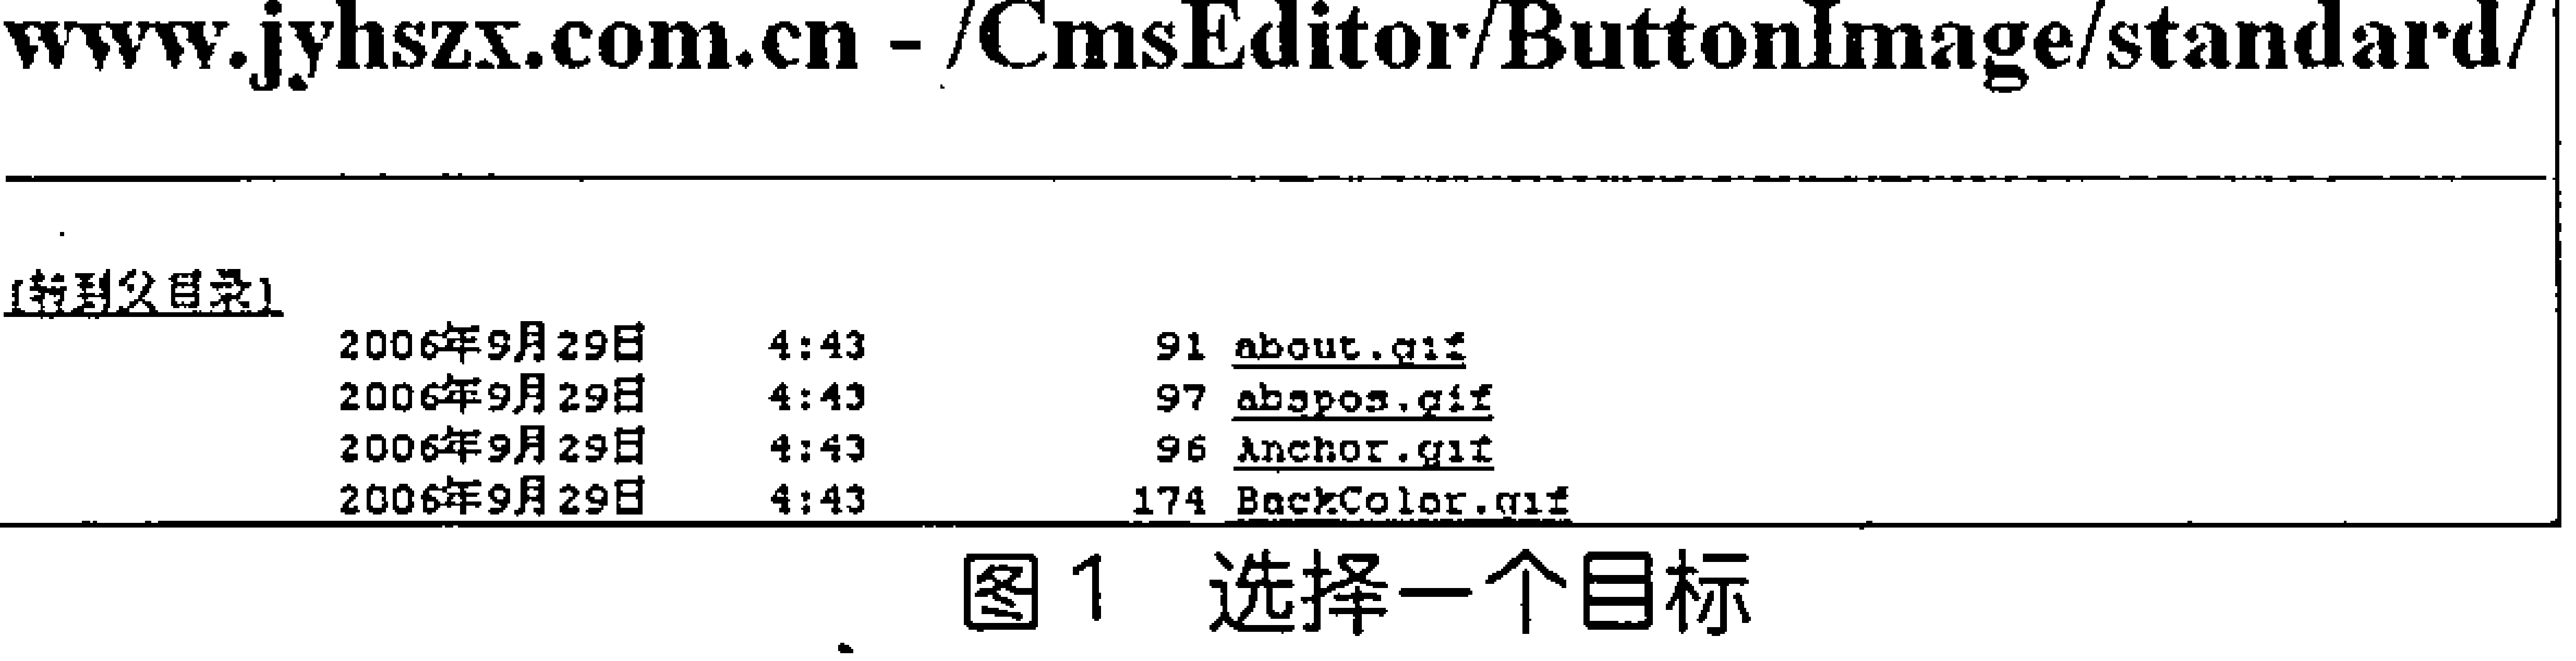 www.jyhszx.com.cn - /CmsEditor/ButtonImage/standard/
[转到父目录]
2006年9月29日 4:43 91 about.gif
2006年9月29日 4:43 97 abspos.gif
2006年9月29日 4:43 96 Anchor.gif
2006年9月29日 4:43 174 BackColor.gif
图1 选择一个目标